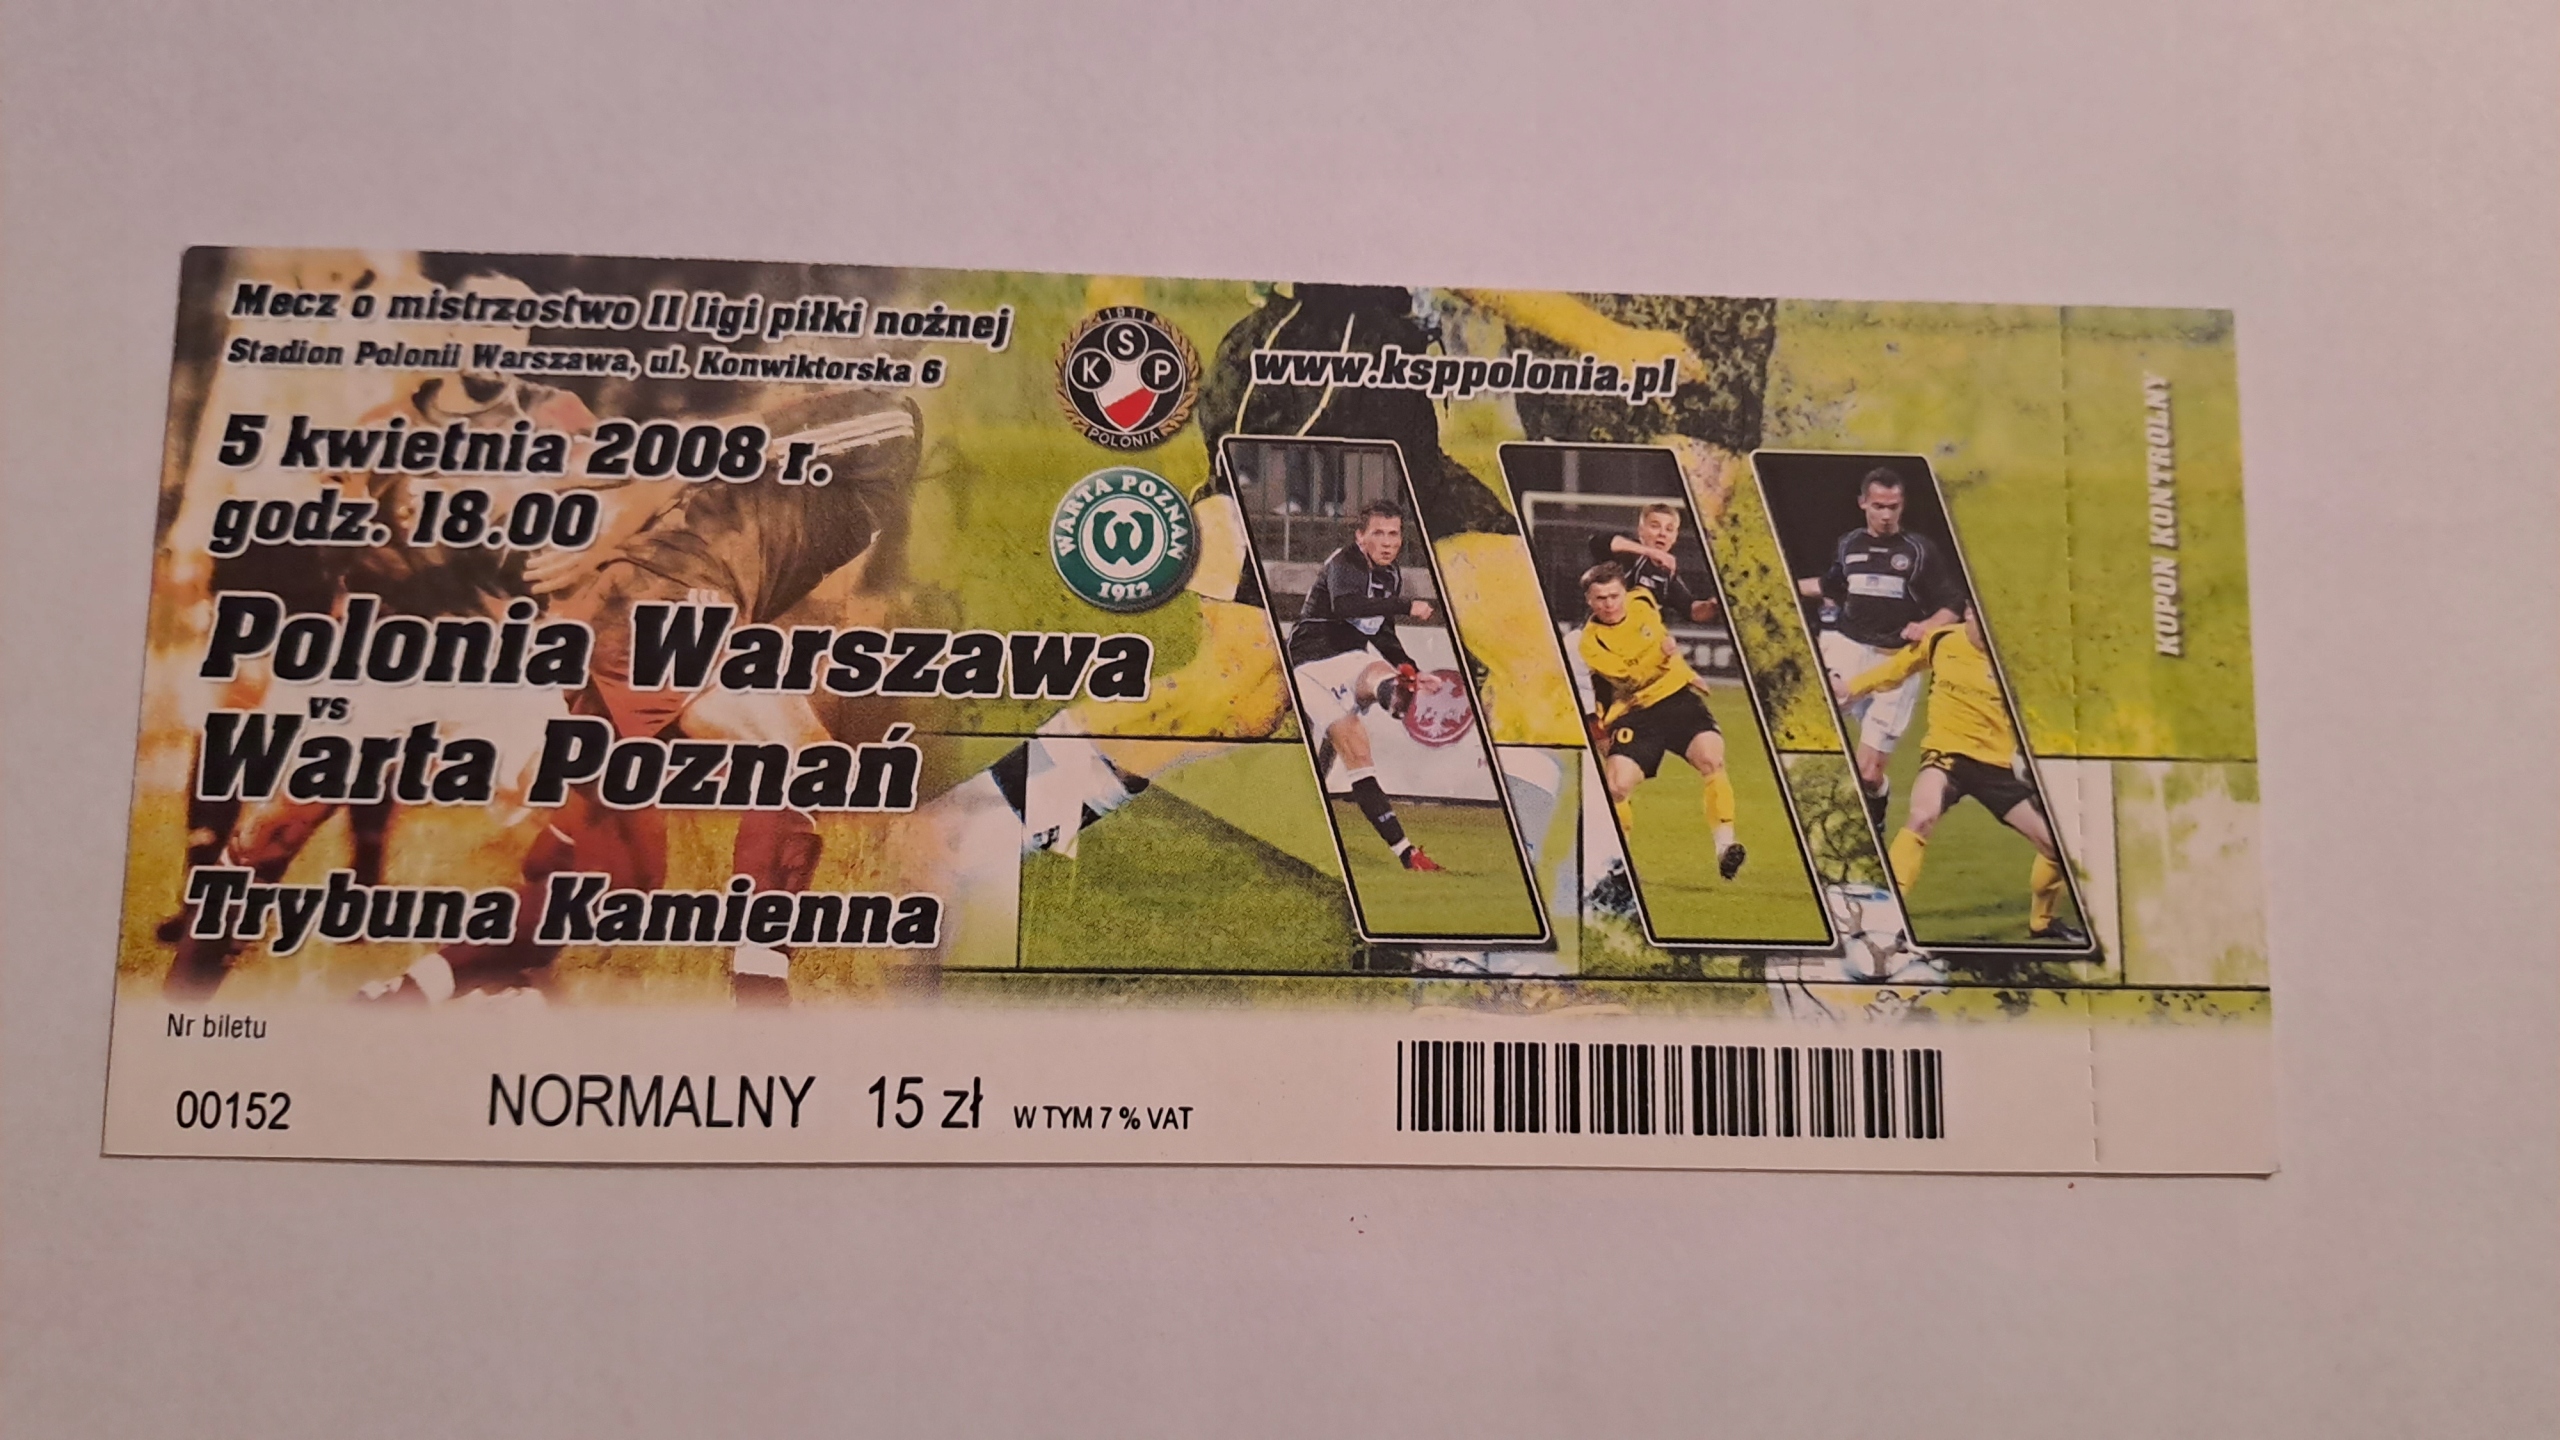 Mecz o mistrzostwo II ligi piłki nożnej
Stadion Polonii Warszawa, ul. Konwiktorska 6
5 kwietnia 2008 r.
godz. 18.00
Polonia Warszawa
vs
Warta Poznań
Trybuna Kamienna
1911
KSP
POLONIA
WARTA POZNAŃ
W
1912
www.ksppolonia.pl
KUPON KONTROLNY
Nr biletu
00152
NORMALNY 15 zł W TYM 7 % VAT